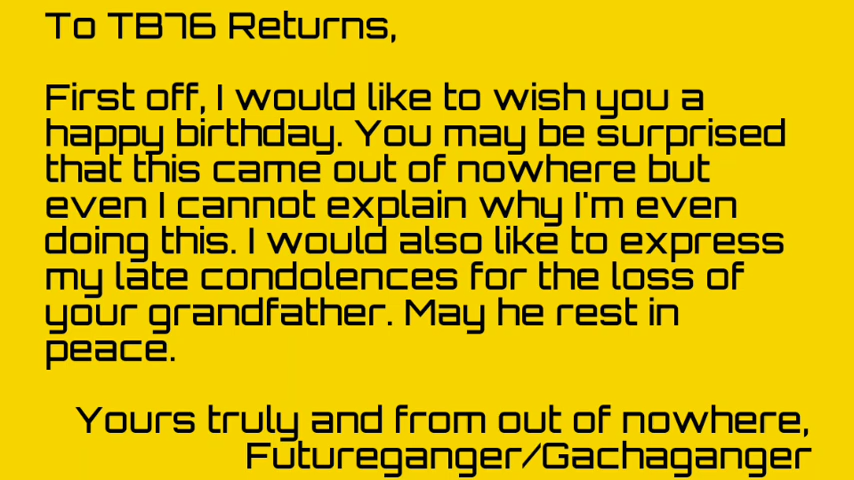 To TB76 Returns,
First off, I would like to wish you a
happy birthday. You may be surprised
that this came out of nowhere but
even I cannot explain why I'm even
doing this. I would also like to express
my late condolences for the loss of
your grandfather. May he rest in
peace.
Yours truly and from out of nowhere,
Futureganger/Gachaganger